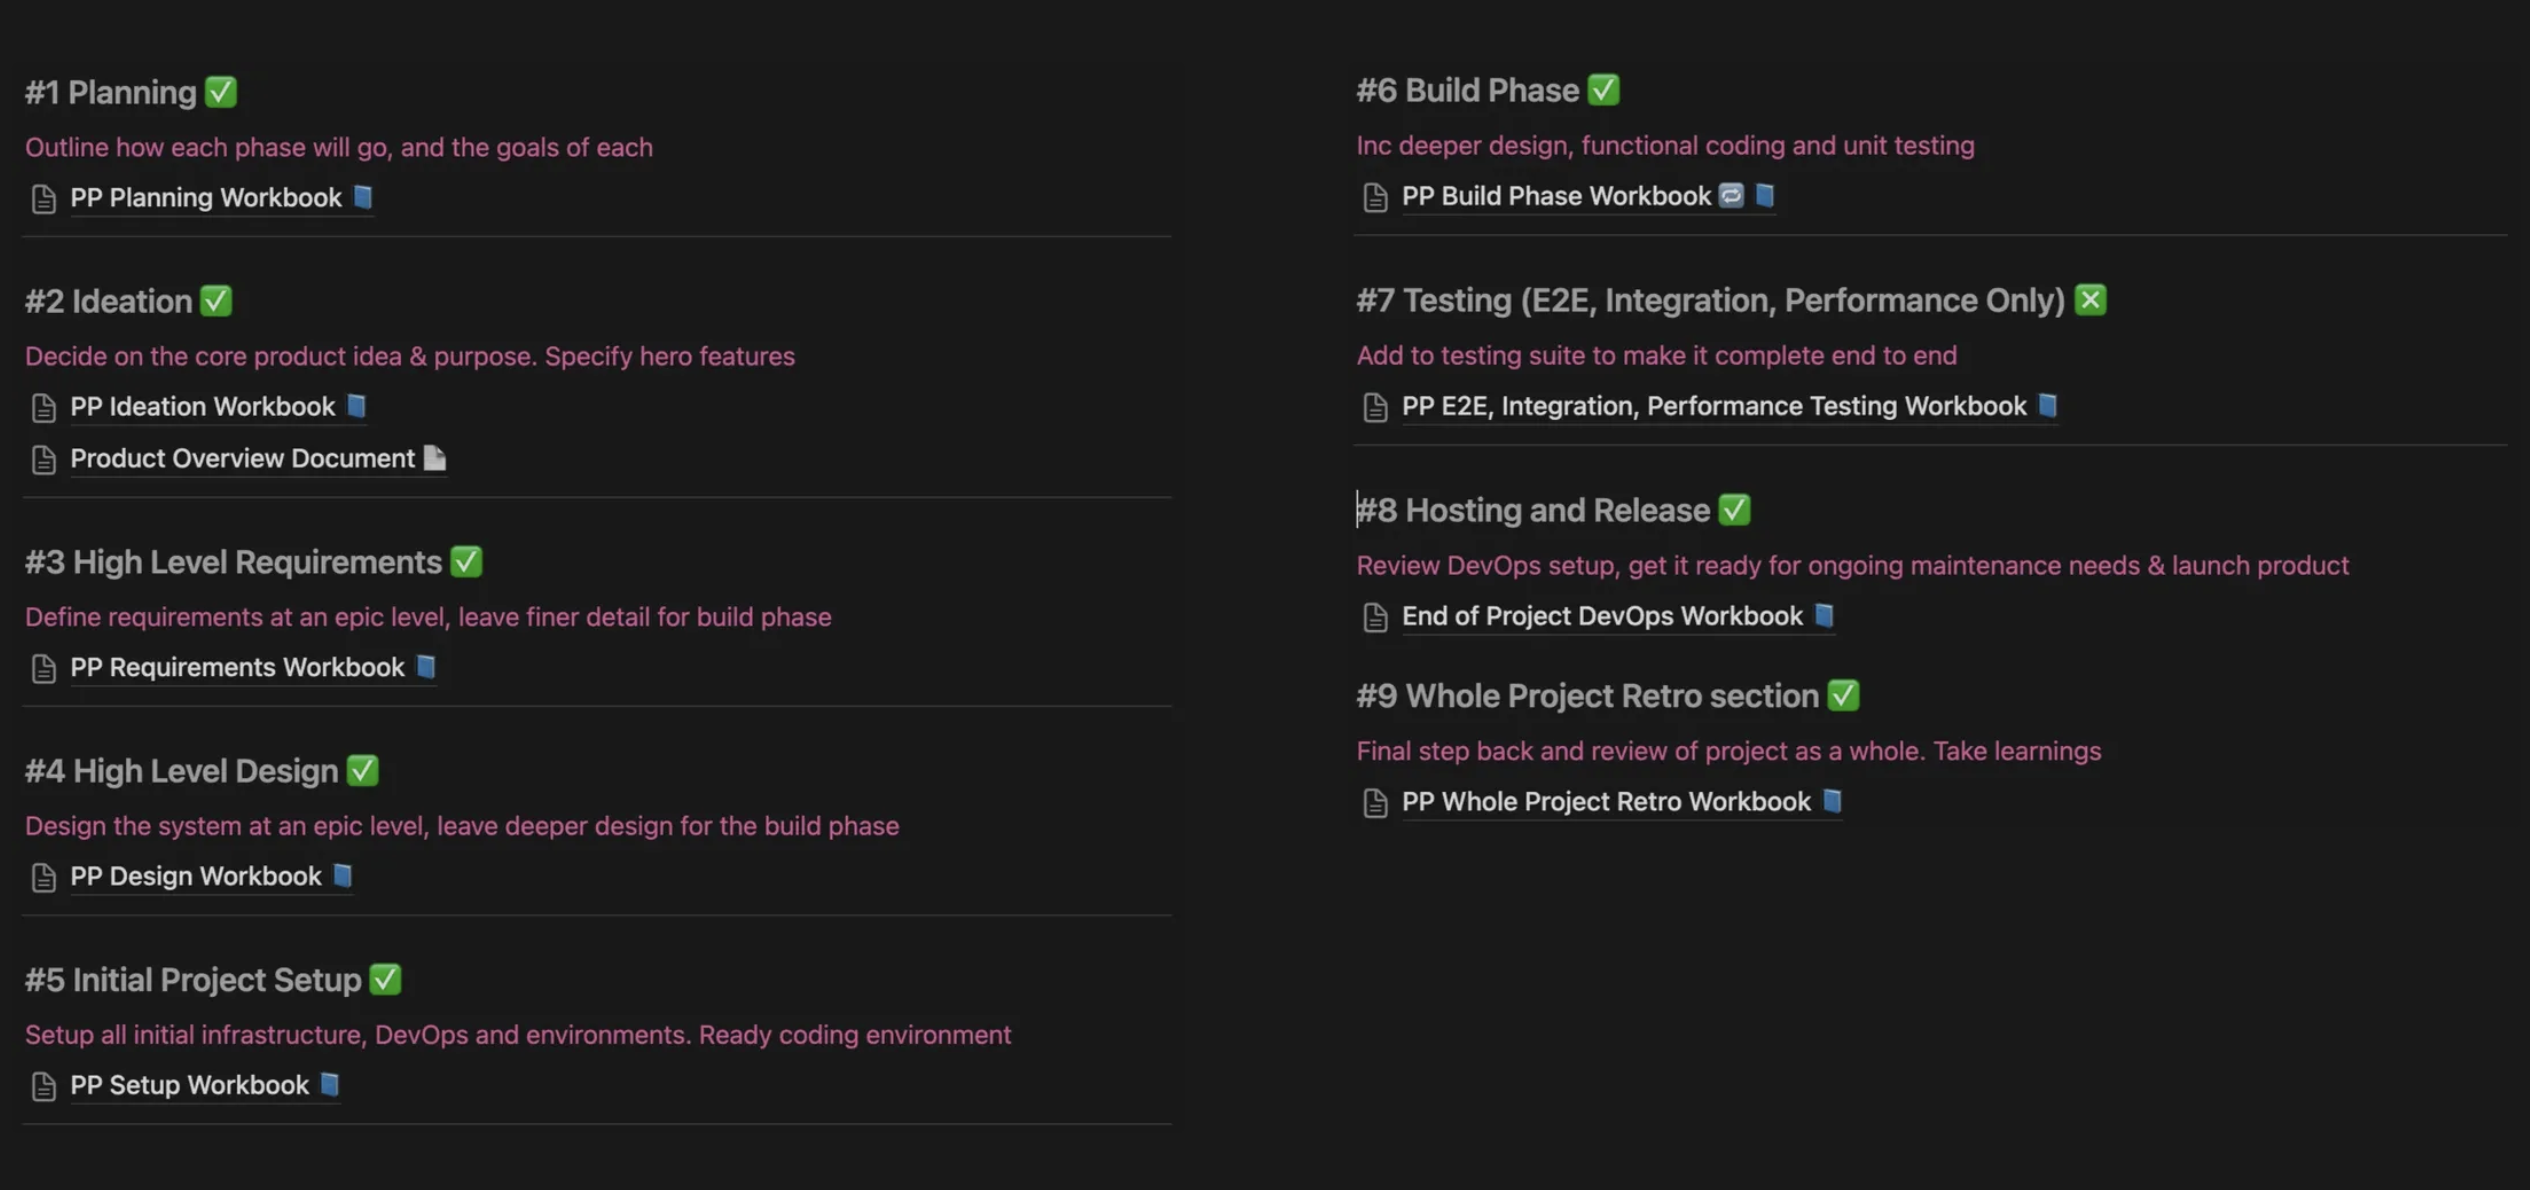 #1 Planning ✅
Outline how each phase will go, and the goals of each
PP Planning Workbook 📘
#2 Ideation ✅
Decide on the core product idea & purpose. Specify hero features
PP Ideation Workbook 📘
Product Overview Document
#3 High Level Requirements ✅
Define requirements at an epic level, leave finer detail for build phase
PP Requirements Workbook 📘
#4 High Level Design ✅
Design the system at an epic level, leave deeper design for the build phase
PP Design Workbook 📘
#5 Initial Project Setup ✅
Setup all initial infrastructure, DevOps and environments. Ready coding environment
PP Setup Workbook 📘
#6 Build Phase ✅
Inc deeper design, functional coding and unit testing
PP Build Phase Workbook 🔁 📘
#7 Testing (E2E, Integration, Performance Only) ❎
Add to testing suite to make it complete end to end
PP E2E, Integration, Performance Testing Workbook 📘
#8 Hosting and Release ✅
Review DevOps setup, get it ready for ongoing maintenance needs & launch product
End of Project DevOps Workbook 📘
#9 Whole Project Retro section ✅
Final step back and review of project as a whole. Take learnings
PP Whole Project Retro Workbook 📘